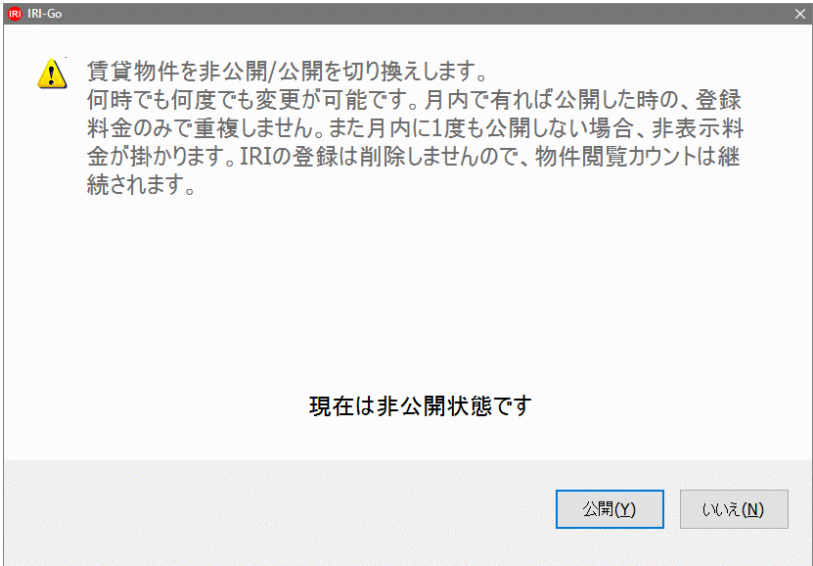 IRI IRI-Go
賃貸物件を非公開/公開を切り換えします。
何時でも何度でも変更が可能です。月内で有れば公開した時の、登録
料金のみで重複しません。また月内に1度も公開しない場合、非表示料
金が掛かります。IRIの登録は削除しませんので、物件閲覧カウントは継
続されます。
現在は非公開状態です
公開(Y) いいえ(N)